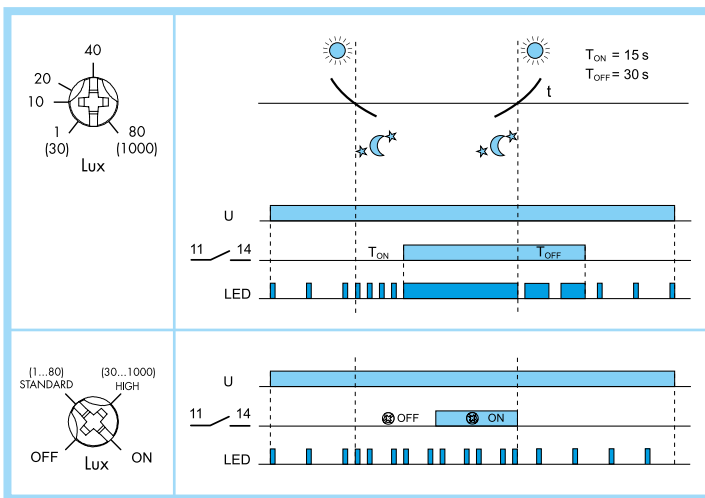 40
20
10
1
(30)
80
(1000)
Lux
T_ON = 15 s
T_OFF = 30 s
t
U
11 14
T_ON
T_OFF
LED
(1...80)
STANDARD
(30...1000)
HIGH
OFF
Lux
ON
U
11 14
OFF
ON
LED